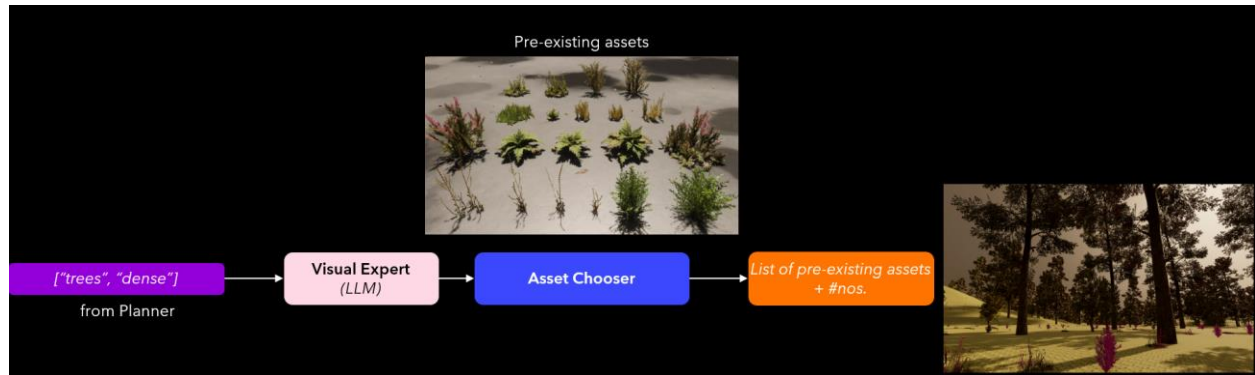 Pre-existing assets
["trees", "dense"]
from Planner
Visual Expert
(LLM)
Asset Chooser
List of pre-existing assets
+ #nos.